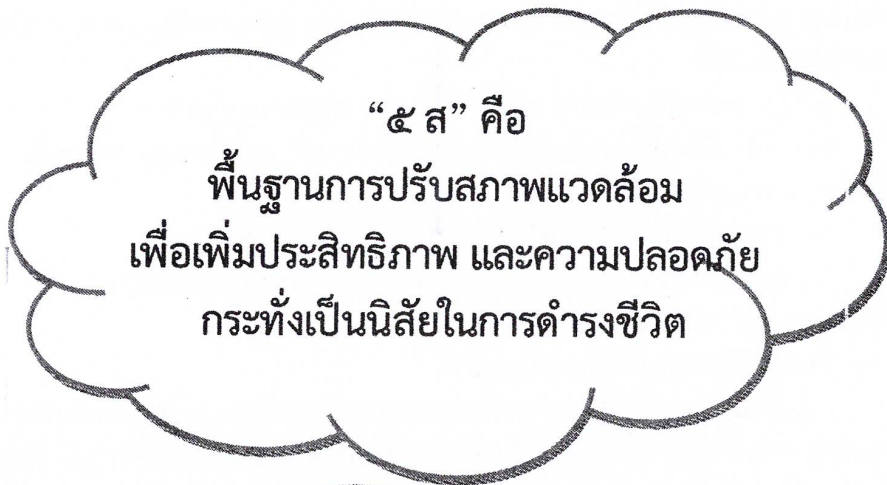 “๕ ส” คือ
พื้นฐานการปรับสภาพแวดล้อม
เพื่อเพิ่มประสิทธิภาพ และความปลอดภัย
กระทั่งเป็นนิสัยในการดำรงชีวิต